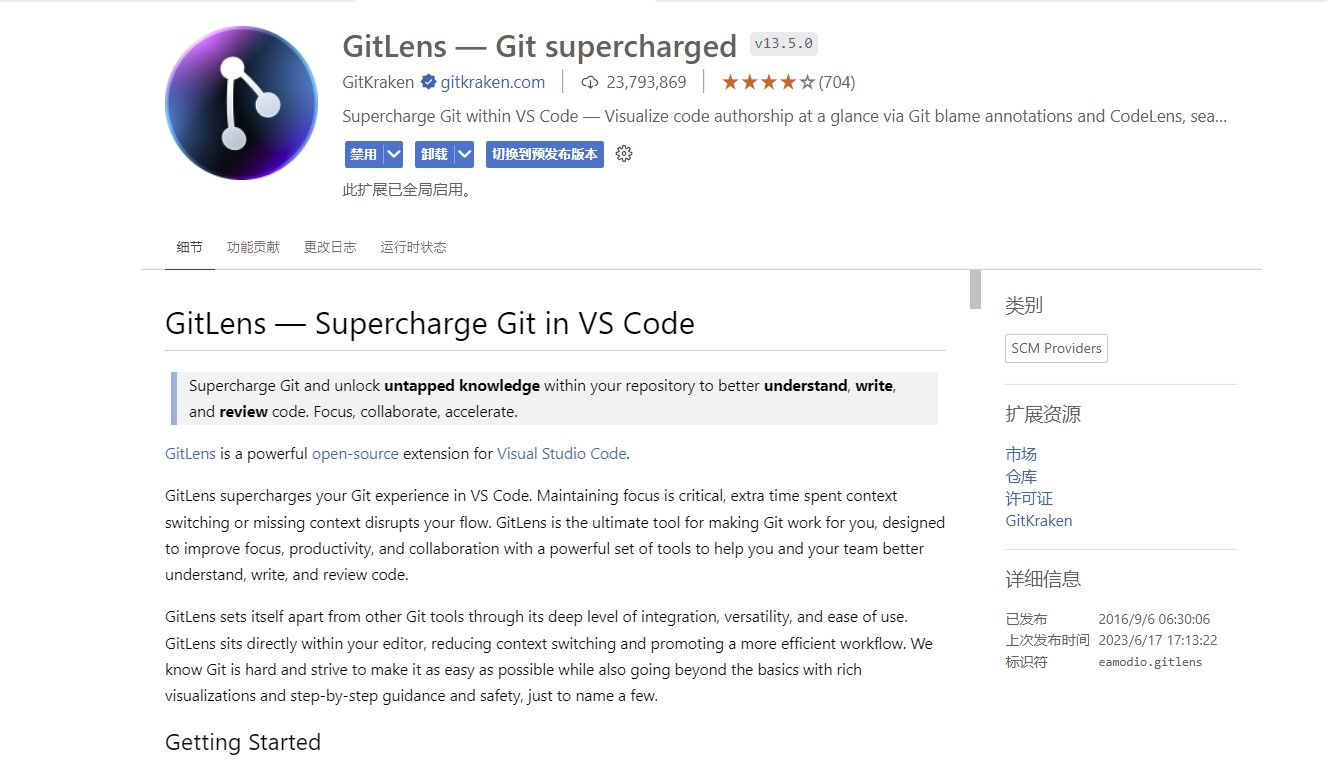 GitLens — Git supercharged v13.5.0
GitKraken gitkraken.com 23,793,869 (704)
Supercharge Git within VS Code — Visualize code authorship at a glance via Git blame annotations and CodeLens, sea...
禁用 卸载 切换到预发布版本
此扩展已全局启用。
细节 功能贡献 更改日志 运行时状态
GitLens — Supercharge Git in VS Code
Supercharge Git and unlock untapped knowledge within your repository to better understand, write,
and review code. Focus, collaborate, accelerate.
GitLens is a powerful open-source extension for Visual Studio Code.
GitLens supercharges your Git experience in VS Code. Maintaining focus is critical, extra time spent context
switching or missing context disrupts your flow. GitLens is the ultimate tool for making Git work for you, designed
to improve focus, productivity, and collaboration with a powerful set of tools to help you and your team better
understand, write, and review code.
GitLens sets itself apart from other Git tools through its deep level of integration, versatility, and ease of use.
GitLens sits directly within your editor, reducing context switching and promoting a more efficient workflow. We
know Git is hard and strive to make it as easy as possible while also going beyond the basics with rich
visualizations and step-by-step guidance and safety, just to name a few.
Getting Started
类别
SCM Providers
扩展资源
市场
仓库
许可证
GitKraken
详细信息
已发布 2016/9/6 06:30:06
上次发布时间 2023/6/17 17:13:22
标识符 eamodio.gitlens